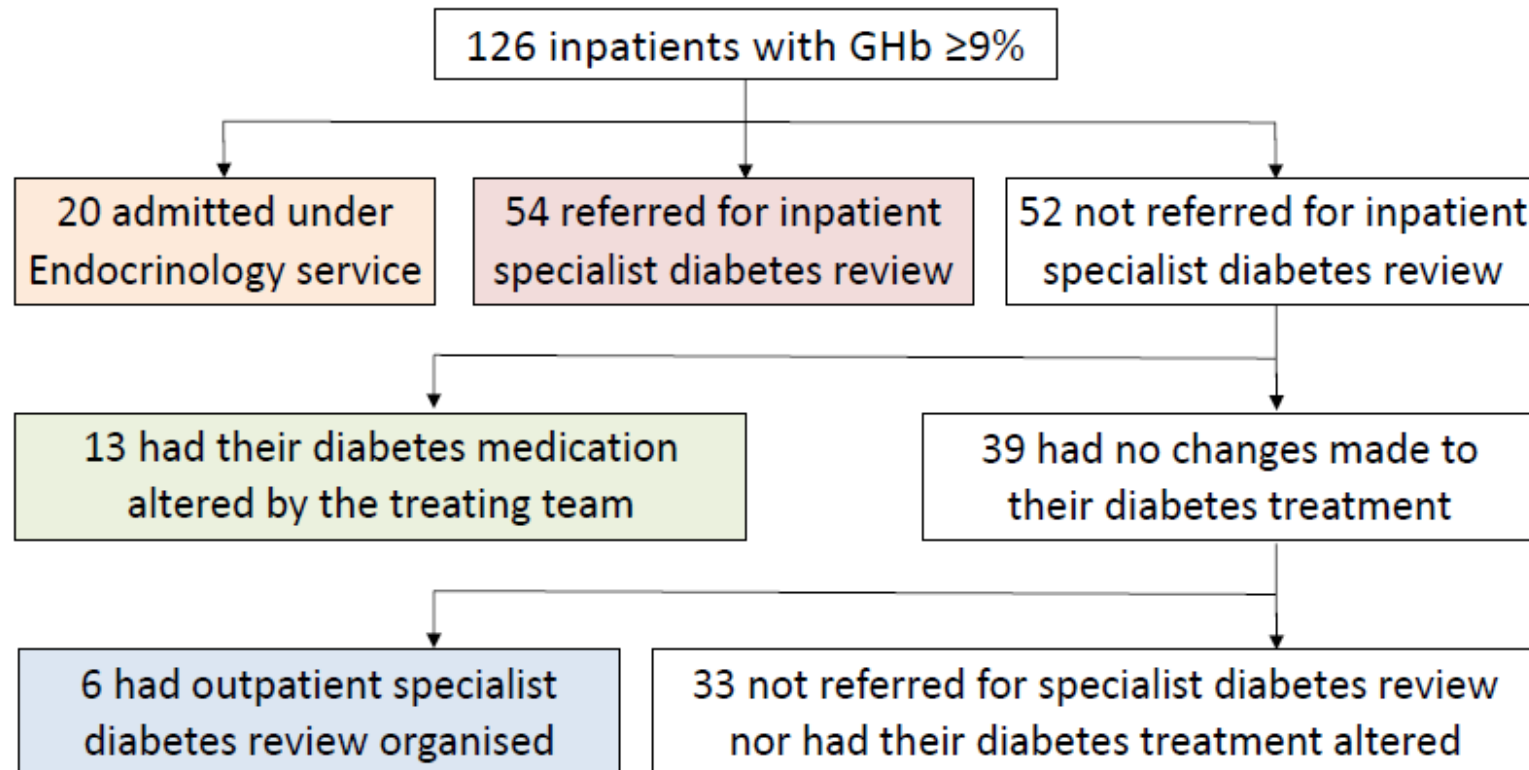 126 inpatients with GHb ≥9%
20 admitted under
Endocrinology service
54 referred for inpatient
specialist diabetes review
52 not referred for inpatient
specialist diabetes review
13 had their diabetes medication
altered by the treating team
39 had no changes made to
their diabetes treatment
6 had outpatient specialist
diabetes review organised
33 not referred for specialist diabetes review
nor had their diabetes treatment altered